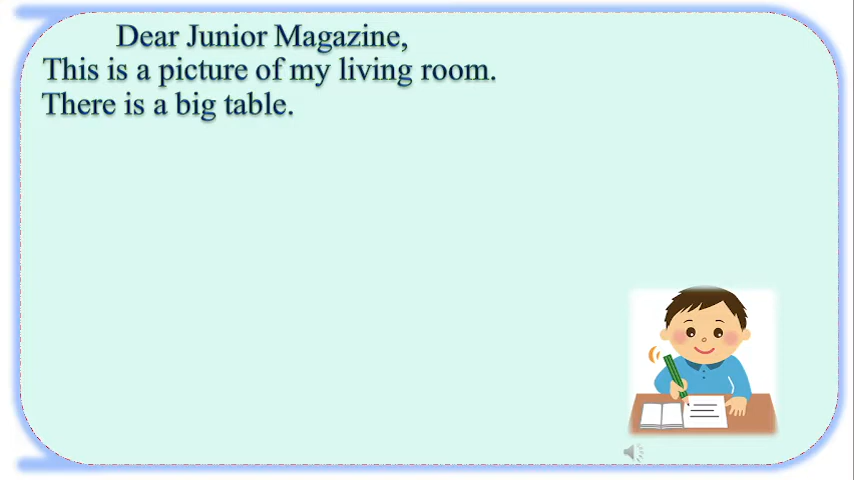 Dear Junior Magazine,
This is a picture of my living room.
There is a big table.